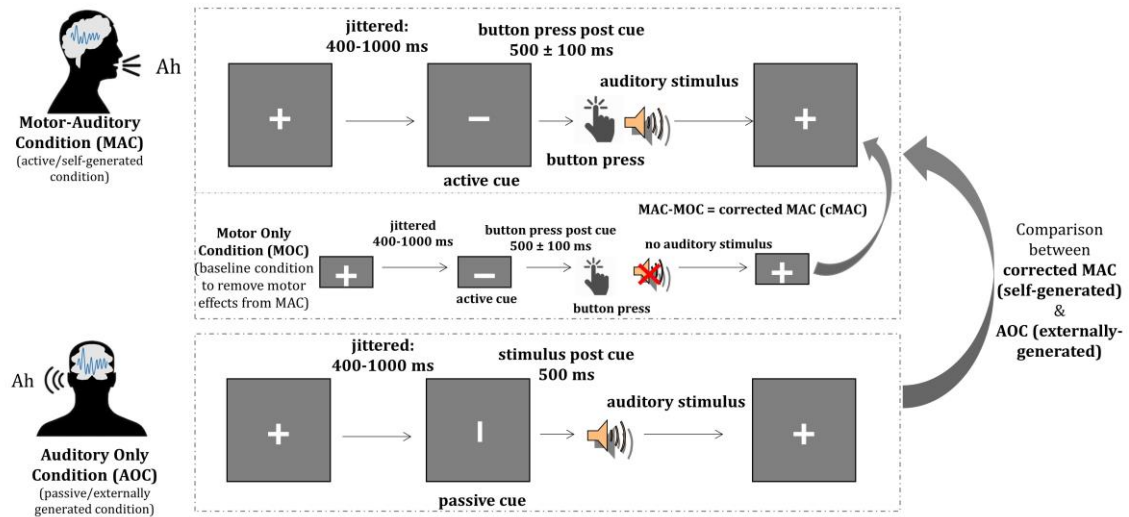 Ah
Motor-Auditory
Condition (MAC)
(active/self-generated
condition)
jittered:
400-1000 ms
button press post cue
500 ± 100 ms
auditory stimulus
button press
active cue
MAC-MOC = corrected MAC (cMAC)
Motor Only
Condition (MOC)
(baseline condition
to remove motor
effects from MAC)
jittered
400-1000 ms
button press post cue
500 ± 100 ms
no auditory stimulus
active cue
button press
Comparison
between
corrected MAC
(self-generated)
&
AOC (externally-
generated)
Ah
Auditory Only
Condition (AOC)
(passive/externally
generated condition)
jittered:
400-1000 ms
stimulus post cue
500 ms
auditory stimulus
passive cue